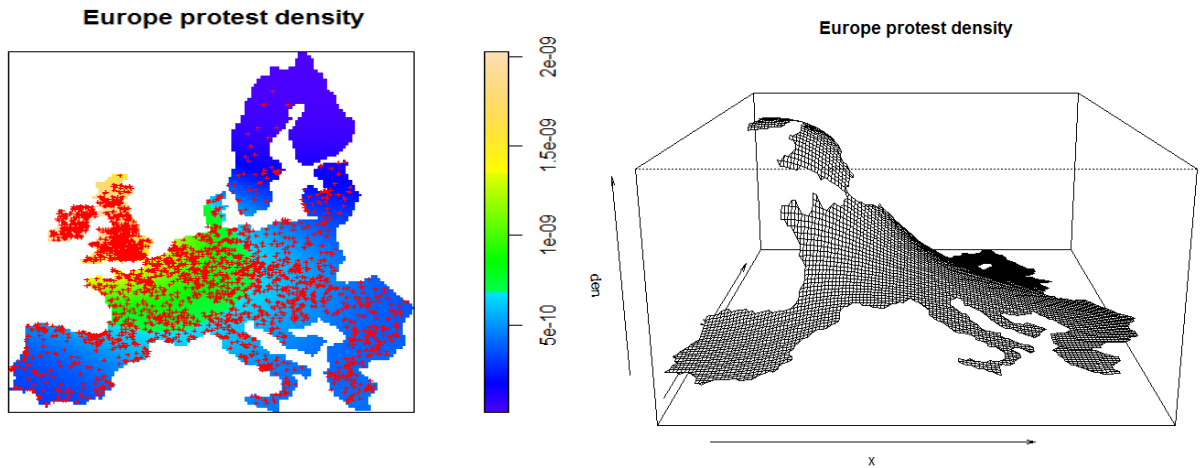 Europe protest density
2e-09
1.5e-09
1e-09
5e-10
Europe protest density
den
x